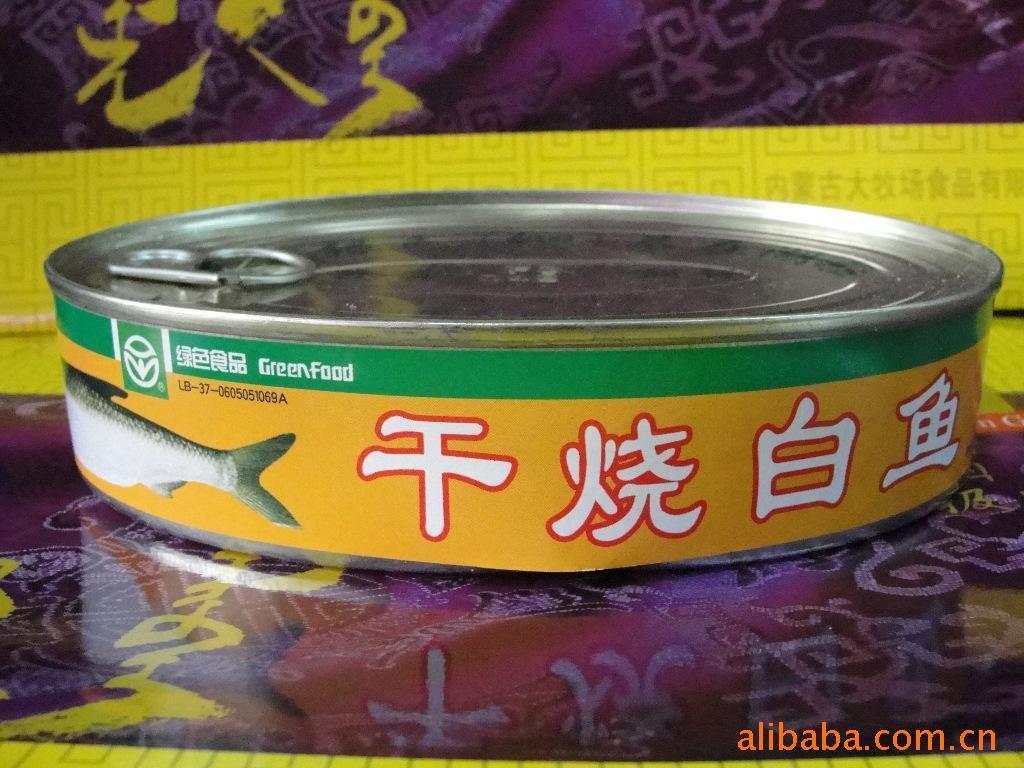 内蒙古大牧场食品有限
绿色食品 GreenFood
LB-37-0605051069A
干烧白鱼
alibaba.com.cn